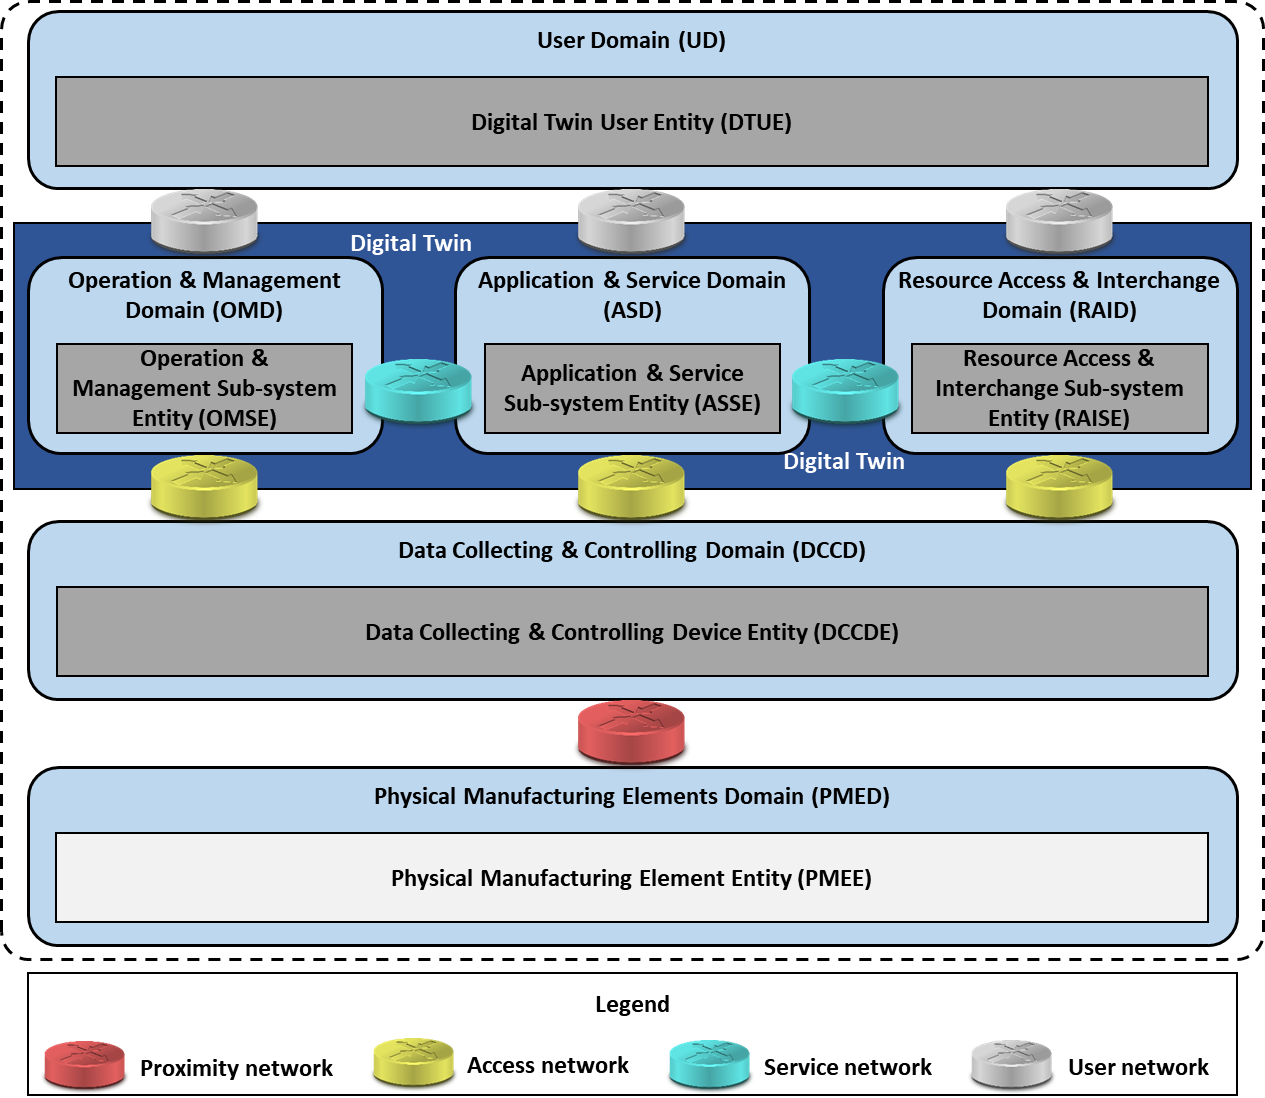 User Domain (UD)
Digital Twin User Entity (DTUE)
Digital Twin
Operation & Management
Domain (OMD)
Operation &
Management Sub-system
Entity (OMSE)
Application & Service Domain
(ASD)
Application & Service
Sub-system Entity (ASSE)
Resource Access & Interchange
Domain (RAID)
Resource Access &
Interchange Sub-system
Entity (RAISE)
Digital Twin
Data Collecting & Controlling Domain (DCCD)
Data Collecting & Controlling Device Entity (DCCDE)
Physical Manufacturing Elements Domain (PMED)
Physical Manufacturing Element Entity (PMEE)
Legend
Proximity network
Access network
Service network
User network